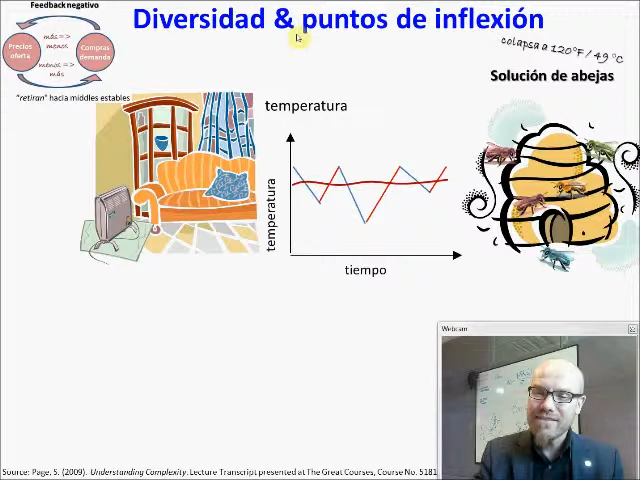 Feedback negativo
Diversidad & puntos de inflexión
Precios
oferta
más =>
menos
menos =>
más
Compras
demanda
"retiran" hacia middles estables
colapsa a 120°F / 49 °C
Solución de abejas
temperatura
temperatura
tiempo
Webcam
Source: Page, S. (2009). Understanding Complexity. Lecture Transcript presented at The Great Courses, Course No. 5181